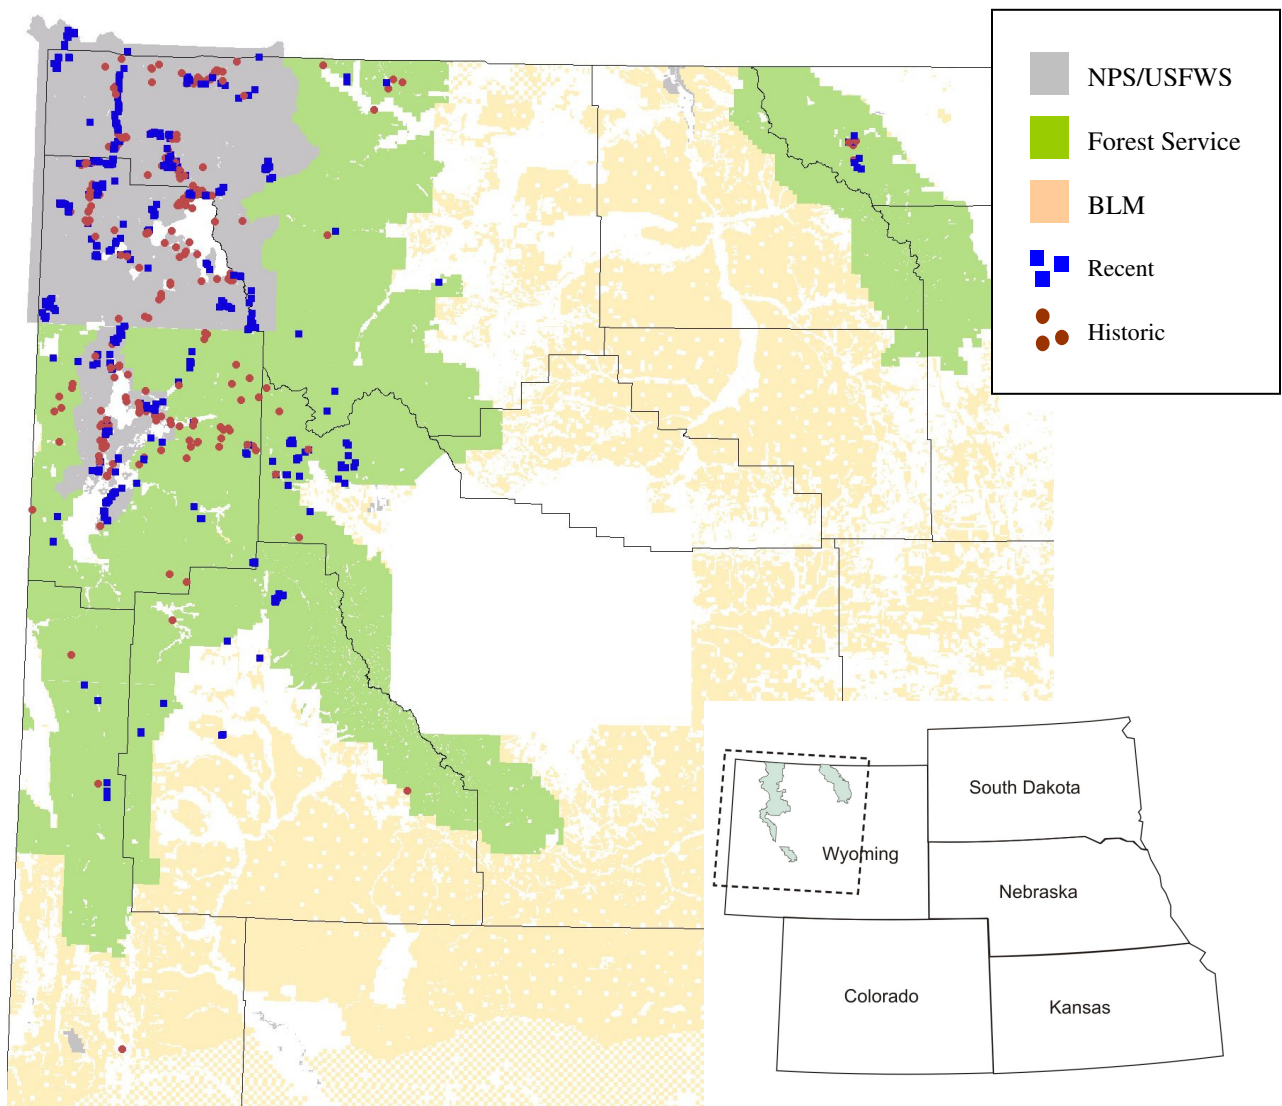 NPS/USFWS
Forest Service
BLM
Recent
Historic
South Dakota
Wyoming
Nebraska
Colorado
Kansas